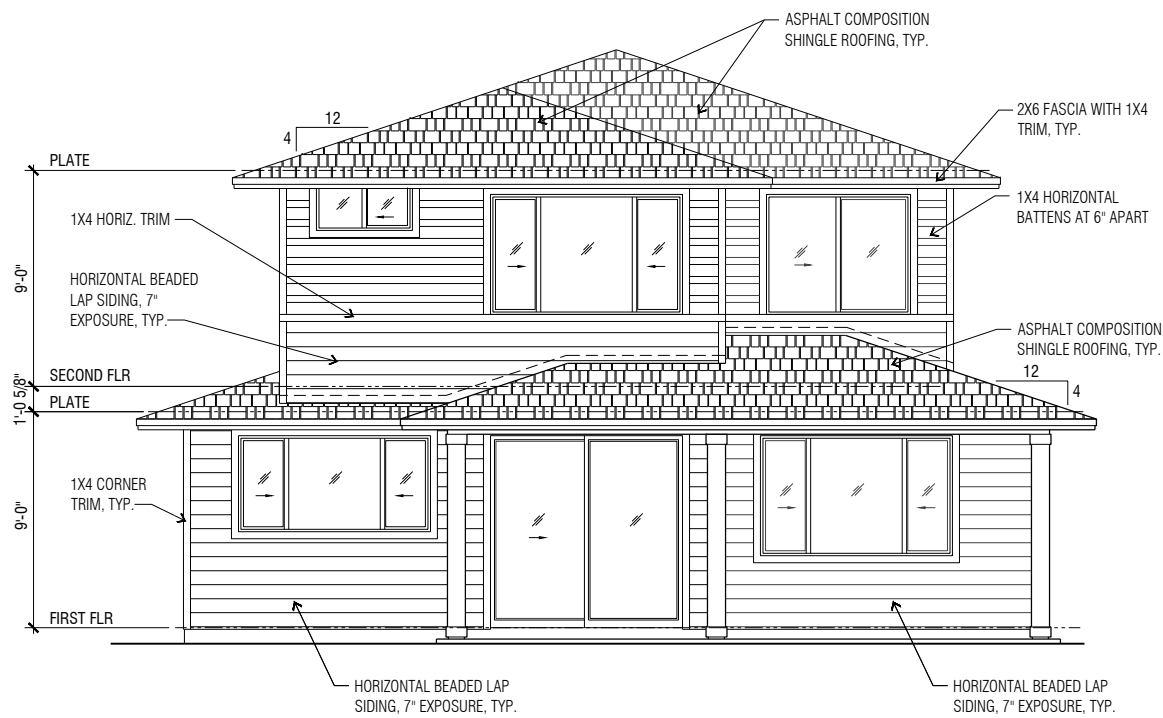 ASPHALT COMPOSITION
SHINGLE ROOFING, TYP.
12
4
2X6 FASCIA WITH 1X4
TRIM, TYP.
PLATE
1X4 HORIZ. TRIM
1X4 HORIZONTAL
BATTENS AT 6" APART
9'-0"
HORIZONTAL BEADED
LAP SIDING, 7"
EXPOSURE, TYP.
ASPHALT COMPOSITION
SHINGLE ROOFING, TYP.
12
4
SECOND FLR
1'-0 5/8"
PLATE
1X4 CORNER
TRIM, TYP.
9'-0"
FIRST FLR
HORIZONTAL BEADED LAP
SIDING, 7" EXPOSURE, TYP.
HORIZONTAL BEADED LAP
SIDING, 7" EXPOSURE, TYP.